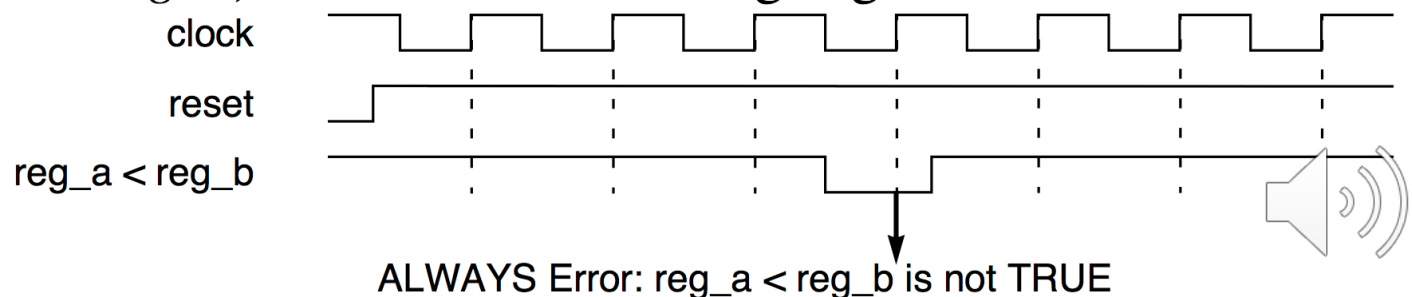 clock
reset
reg_a < reg_b
ALWAYS Error: reg_a < reg_b is not TRUE